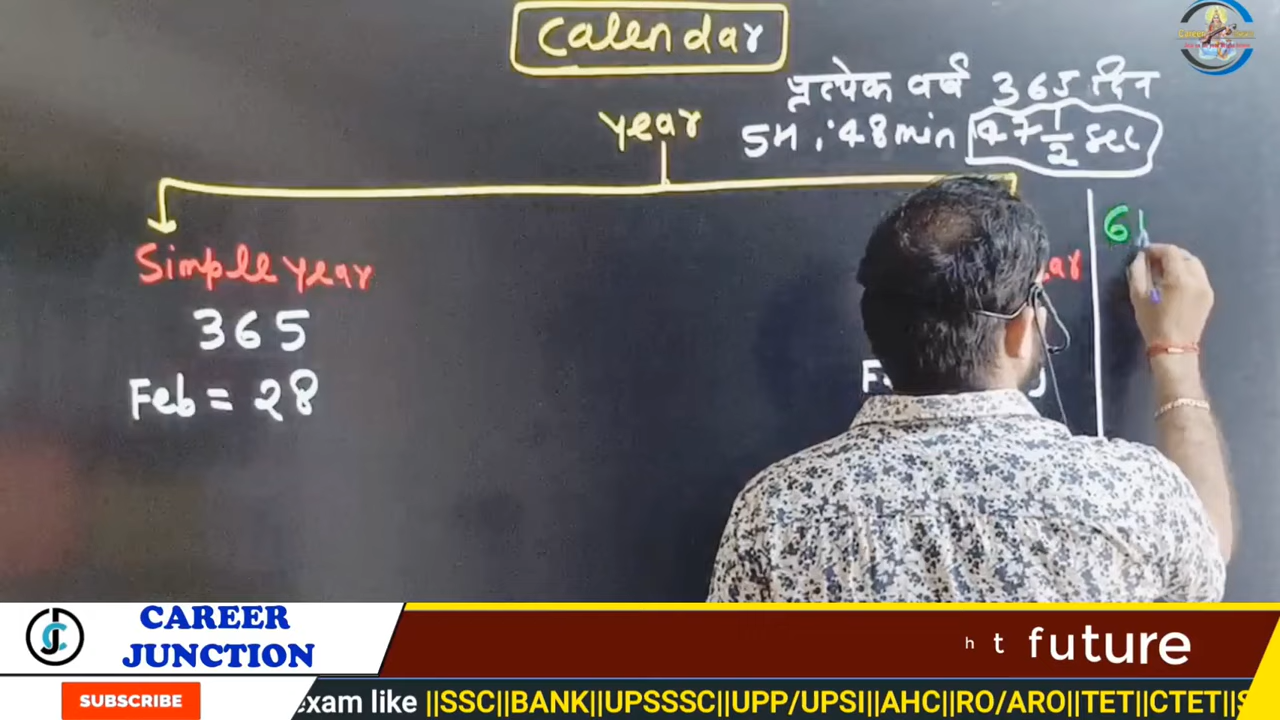 Calendar
प्रत्येक वर्ष 365 दिन
year
5H : 48 min 47 1/2 sec
Simple year
365
Feb = 28
6
CAREER
JUNCTION
h t future
SUBSCRIBE
exam like ||SSC||BANK||UPSSSC||UPP/UPSI||AHC||RO/ARO||TET||CTET||S